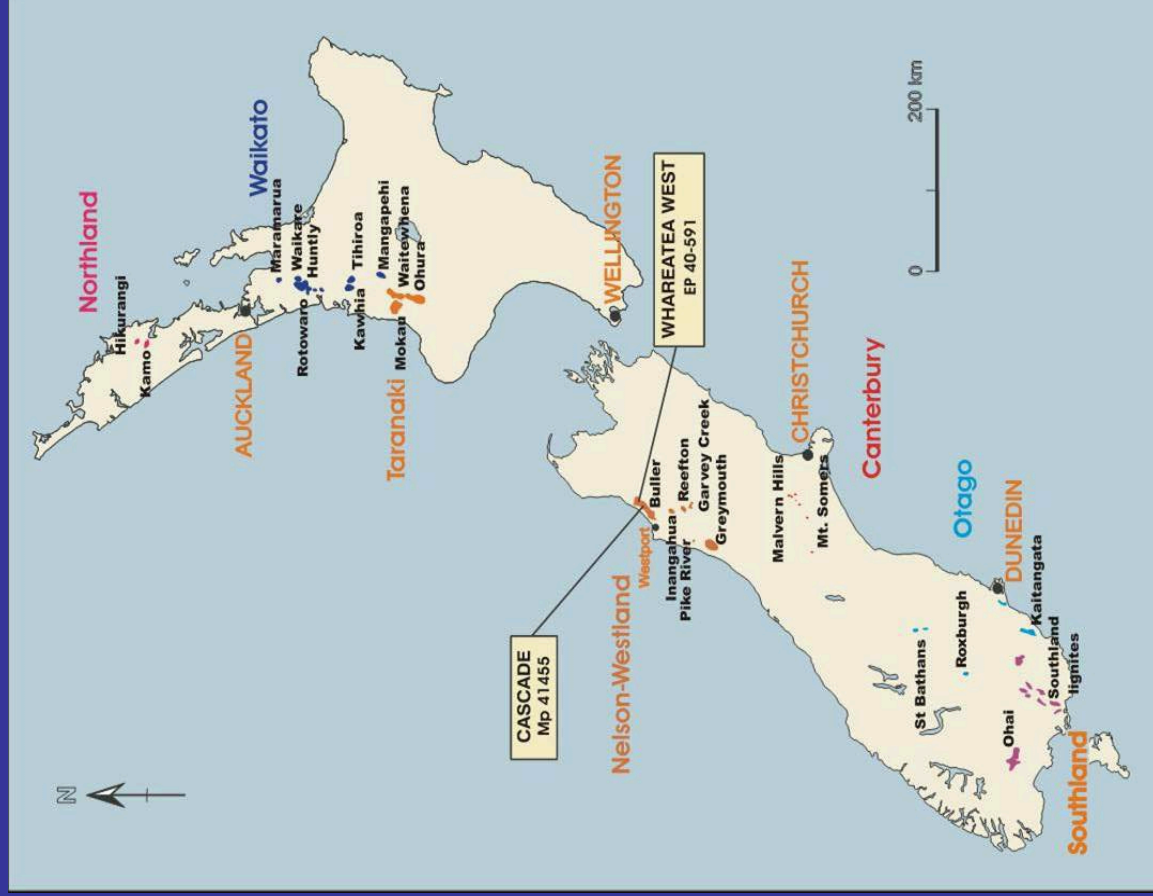 N
Northland
Hikurangi
Kamo
AUCKLAND
Waikato
Maramarua
Waikare
Huntly
Rotowaro
Tihiroa
Kawhia
Mangapehi
Waitewhena
Ohura
Mokau
Taranaki
WELLINGTON
WHAREATEA WEST
EP 40-591
CASCADE
Mp 41455
Nelson-Westland
Westport
Buller
Inangahua
Reefton
Pike River
Garvey Creek
Greymouth
CHRISTCHURCH
Malvern Hills
Mt. Somers
Canterbury
Otago
DUNEDIN
St Bathans
Roxburgh
Kaitangata
Ohai
Southland
lignites
Southland
0
200 km